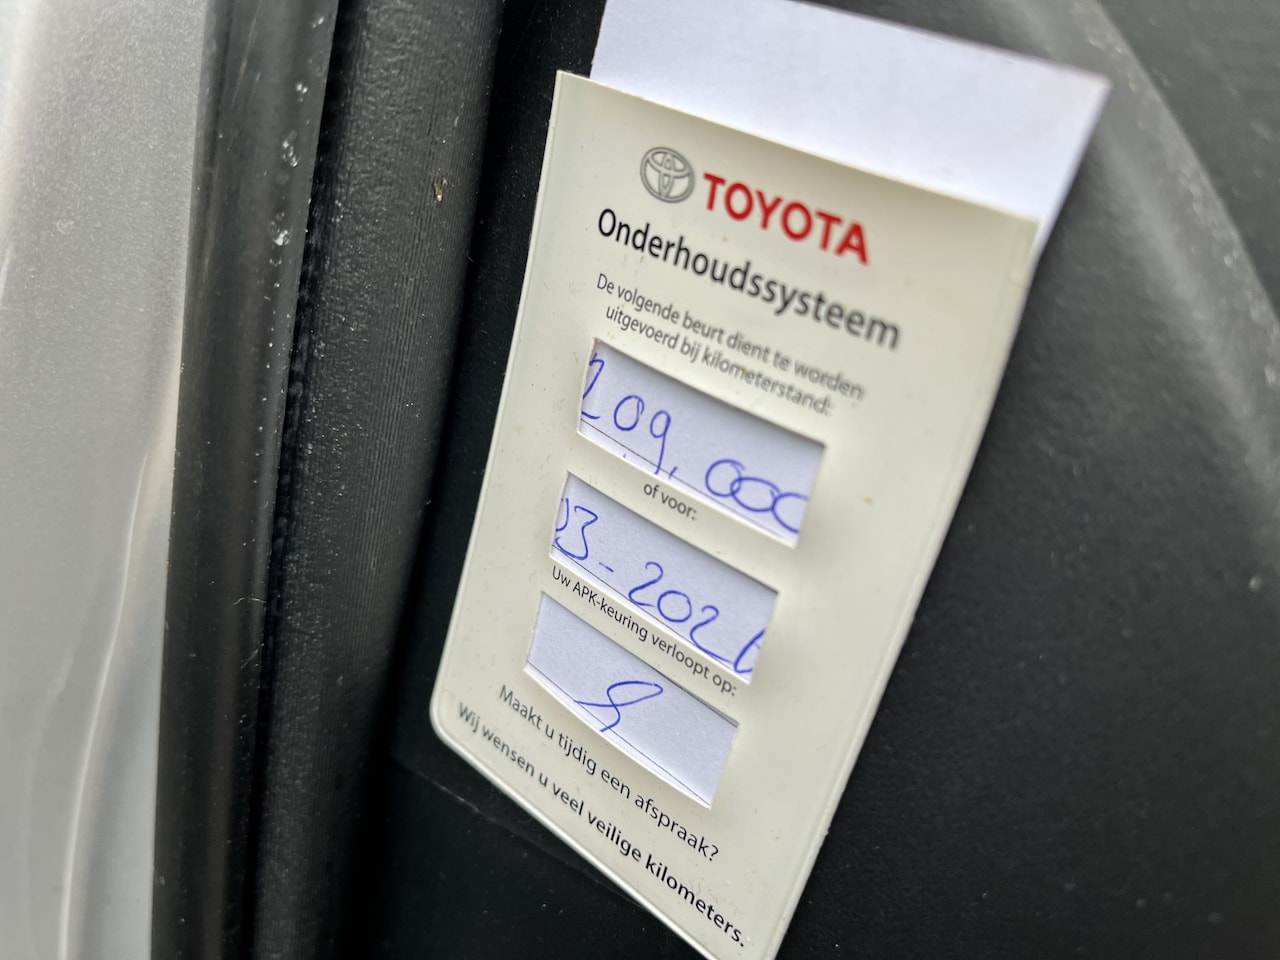 TOYOTA
Onderhoudssysteem
De volgende beurt dient te worden
uitgevoerd bij kilometerstand:
209.000
of voor:
03-2026
Uw APK-keuring verloopt op:
Maakt u tijdig een afspraak?
Wij wensen u veel veilige kilometers.